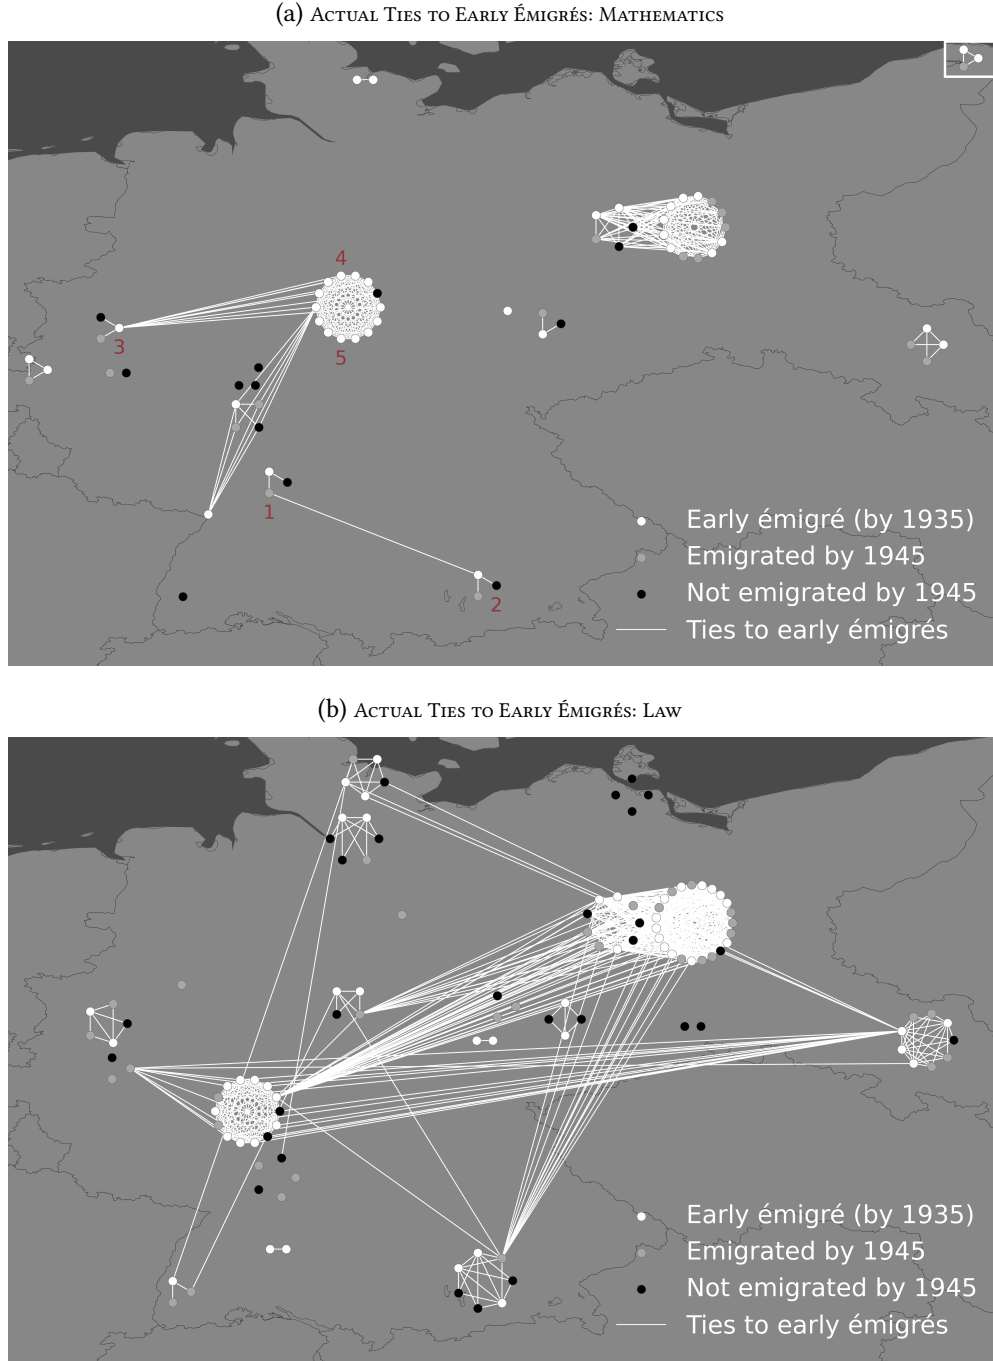 (a) Actual Ties to Early Émigrés: Mathematics
4
3
5
1
2
Early émigré (by 1935)
Emigrated by 1945
Not emigrated by 1945
Ties to early émigrés
(b) Actual Ties to Early Émigrés: Law
Early émigré (by 1935)
Emigrated by 1945
Not emigrated by 1945
Ties to early émigrés